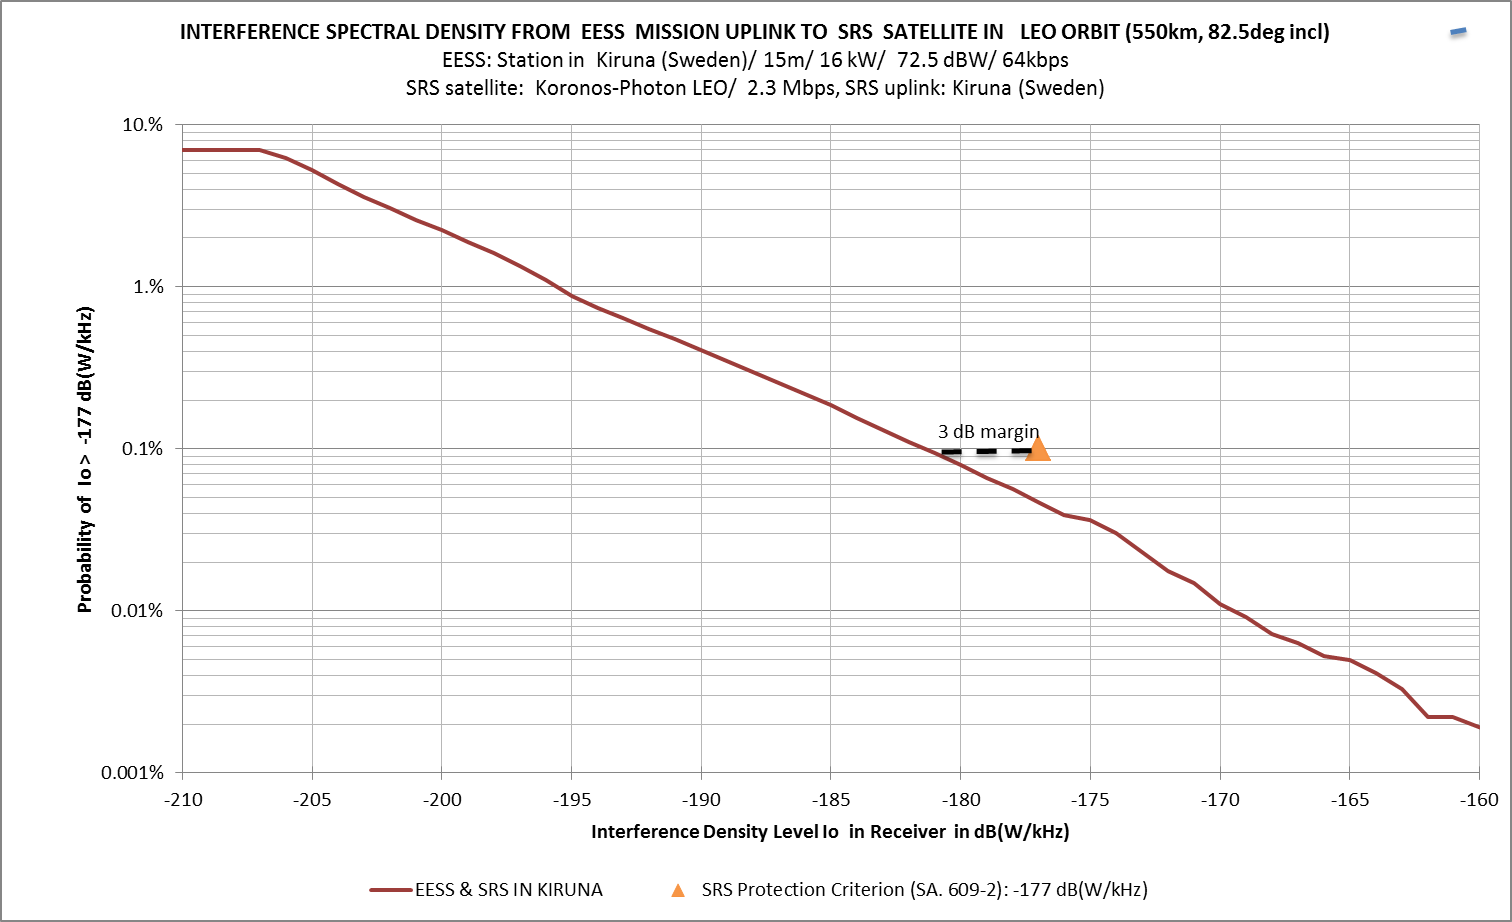 INTERFERENCE SPECTRAL DENSITY FROM EESS MISSION UPLINK TO SRS SATELLITE IN LEO ORBIT (550km, 82.5deg incl)
EESS: Station in Kiruna (Sweden)/ 15m/ 16 kW/ 72.5 dBW/ 64kbps
SRS satellite: Koronos-Photon LEO/ 2.3 Mbps, SRS uplink: Kiruna (Sweden)
10.%
1.%
0.1%
0.01%
0.001%
Probability of Io > -177 dB(W/kHz)
3 dB margin
-210 -205 -200 -195 -190 -185 -180 -175 -170 -165 -160
Interference Density Level Io in Receiver in dB(W/kHz)
EESS & SRS IN KIRUNA SRS Protection Criterion (SA. 609-2): -177 dB(W/kHz)